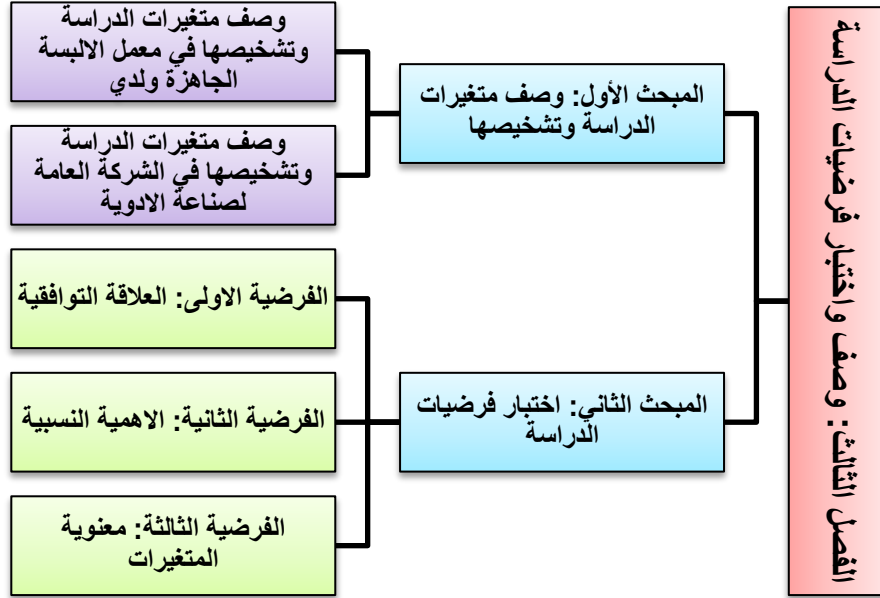 الفصل الثالث: وصف واختبار فرضيات الدراسة
المبحث الأول: وصف متغيرات
الدراسة وتشخيصها
وصف متغيرات الدراسة
وتشخيصها في معمل الالبسة
الجاهزة ولدي
وصف متغيرات الدراسة
وتشخيصها في الشركة العامة
لصناعة الادوية
المبحث الثاني: اختبار فرضيات
الدراسة
الفرضية الاولى: العلاقة التوافقية
الفرضية الثانية: الاهمية النسبية
الفرضية الثالثة: معنوية
المتغيرات